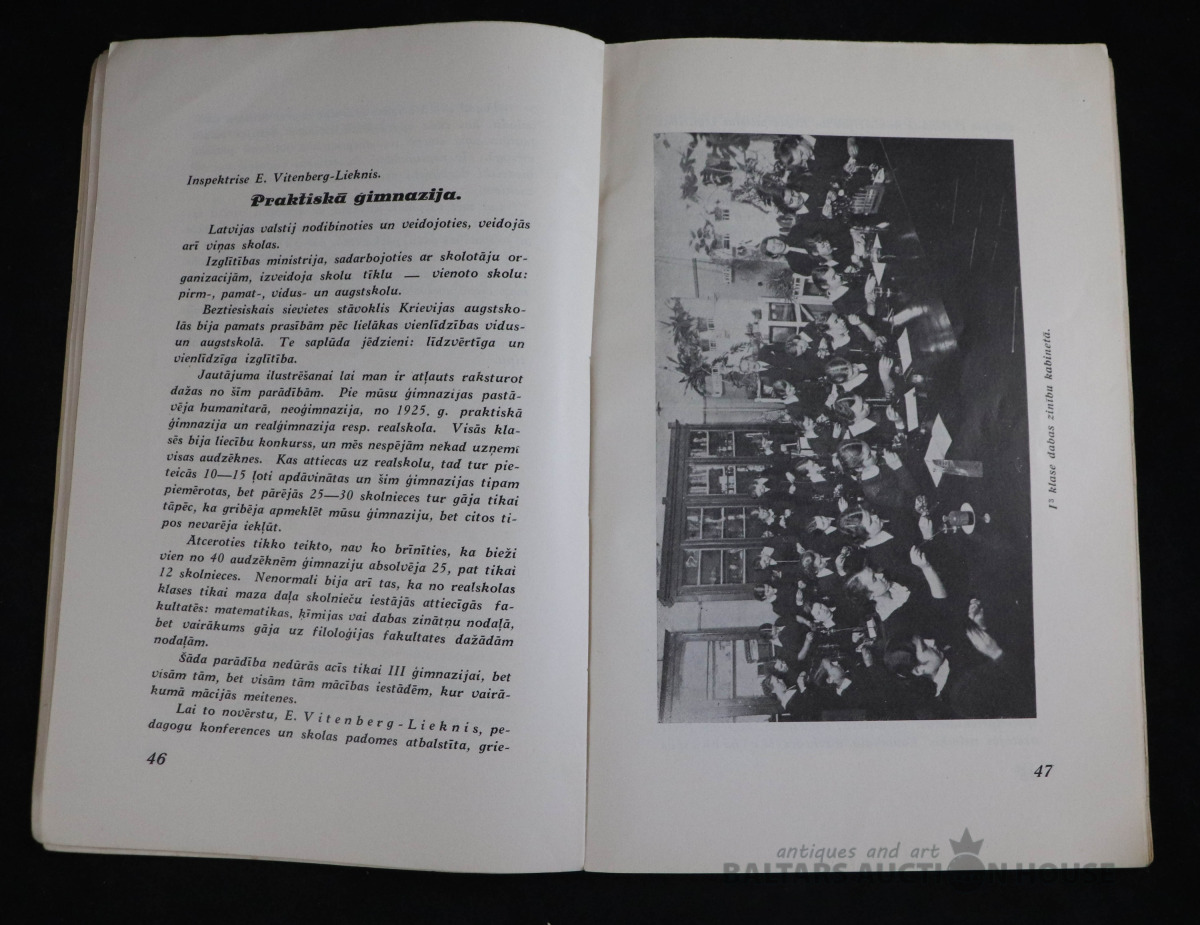 Inspektrise E. Vitenberg-Lieknis.
Praktiskā ģimnazija.
Latvijas valstij nodibinoties un veidojoties, veidojās
arī viņas skolas.
Izglītības ministrija, sadarbojoties ar skolotāju or-
ganizacijām, izveidoja skolu tīklu — vienoto skolu:
pirm-, pamat-, vidus- un augstskolu.
Beztiesiskais sievietes stāvoklis Krievijas augstsko-
lās bija pamats prasībām pēc lielākas vienlīdzības vidus-
un augstskolā. Te saplūda jēdzieni: līdzvērtīga un
vienlīdzīga izglītība.
Jautājuma ilustrēšanai lai man ir atļauts raksturot
dažas no šīm parādībām. Pie mūsu ģimnazijas pastā-
vēja humanitarā, neoģimnazija, no 1925. g. praktiskā
ģimnazija un realģimnazija resp. realskola. Visās kla-
sēs bija liecību konkurss, un mēs nespējām nekad uzņemt
visas audzēknes. Kas attiecas uz realskolu, tad tur pie-
teicās 10—15 ļoti apdāvinātas un šim ģimnazijas tipam
piemērotas, bet pārējās 25—30 skolnieces tur gāja tikai
tāpēc, ka gribēja apmeklēt mūsu ģimnaziju, bet citos ti-
pos nevarēja iekļūt.
Atceroties tikko teikto, nav ko brīnīties, ka bieži
vien no 40 audzēknēm ģimnaziju absolvēja 25, pat tikai
12 skolnieces. Nenormali bija arī tas, ka no realskolas
klases tikai maza daļa skolnieču iestājās attiecīgās fa-
kultatēs: matematikas, ķīmijas vai dabas zinātņu nodaļā,
bet vairākums gāja uz filoloģijas fakultates dažādām
nodaļām.
Šāda parādība nedūrās acīs tikai III ģimnazijai, bet
visām tām, bet visām tām mācības iestādēm, kur vairā-
kumā mācījās meitenes.
Lai to novērstu, E. Vitenberg-Lieknis, pe-
dagogu konferences un skolas padomes atbalstīta, grie-
46
1ᵃ klase dabas zinību kabinetā.
47
antiques and art
BALTARS AUCTION HOUSE